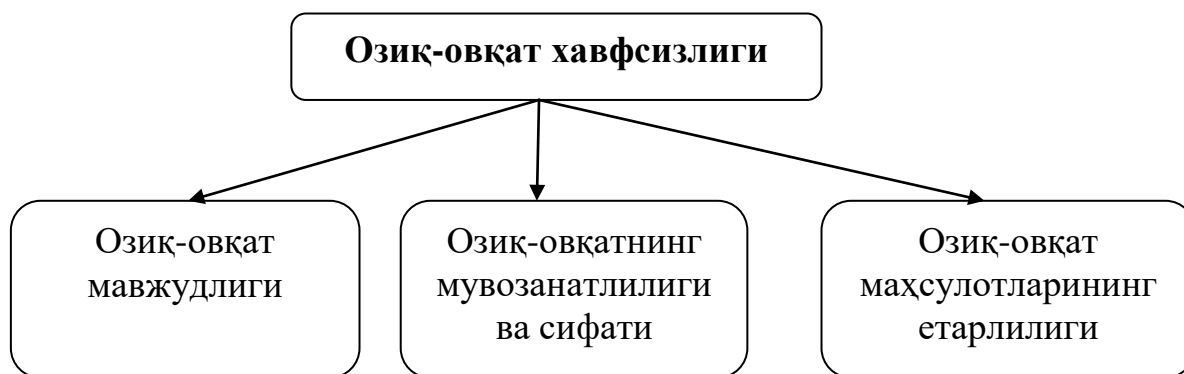 Озиқ-овқат хавфсизлиги
Озиқ-овқат
мавжудлиги
Озиқ-овқатнинг
мувозанатлилиги
ва сифати
Озиқ-овқат
маҳсулотларининг
етарлилиги